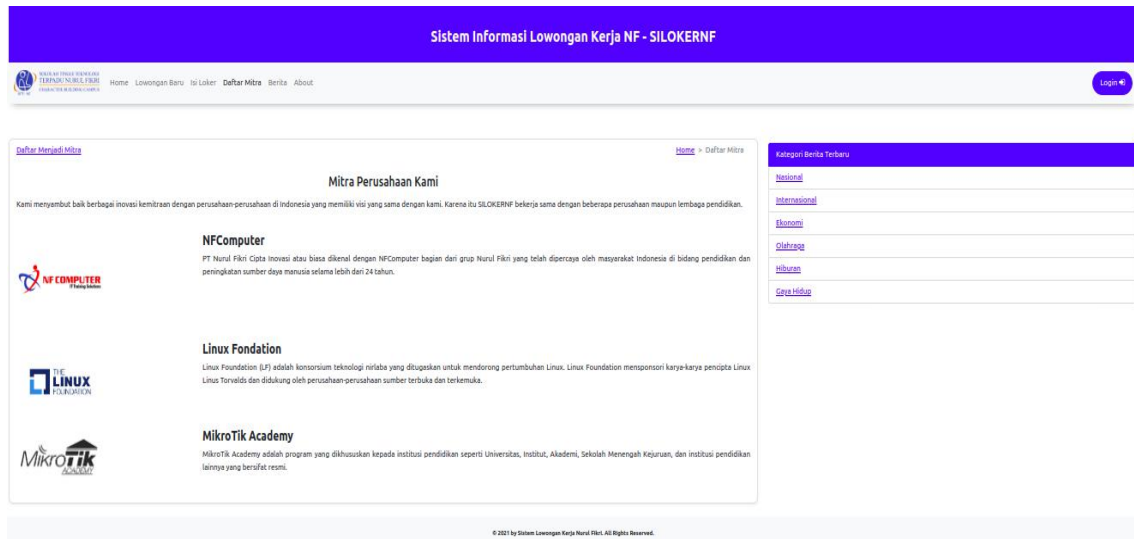 Sistem Informasi Lowongan Kerja NF - SILOKERNF
SEKOLAH TINGGI TEKNOLOGI
TERPADU NURUL FIKRI
Home Lowongan Baru Isi Loker Daftar Mitra Berita About
Login
Daftar Menjadi Mitra
Home > Daftar Mitra
Mitra Perusahaan Kami
Kami menyambut baik berbagai inovasi kemitraan dengan perusahaan-perusahaan di Indonesia yang memiliki visi yang sama dengan kami. Karena itu SILOKERNF bekerja sama dengan beberapa perusahaan maupun lembaga pendidikan.
NF COMPUTER
IT Training Solutions
NFComputer
PT Nurul Fikri Cipta Inovasi atau biasa dikenal dengan NFComputer bagian dari grup Nurul Fikri yang telah dipercaya oleh masyarakat Indonesia di bidang pendidikan dan
peningkatan sumber daya manusia selama lebih dari 24 tahun.
THE
LINUX
FOUNDATION
Linux Fondation
Linux Foundation (LF) adalah konsorsium teknologi nirlaba yang ditugaskan untuk mendorong pertumbuhan Linux. Linux Foundation mensponsori karya-karya pencipta Linux
Linus Torvalds dan didukung oleh perusahaan-perusahaan sumber terbuka dan terkemuka.
MikroTik
ACADEMY
MikroTik Academy
MikroTik Academy adalah program yang dikhususkan kepada institusi pendidikan seperti Universitas, Institut, Akademi, Sekolah Menengah Kejuruan, dan institusi pendidikan
lainnya yang bersifat resmi.
Kategori Berita Terbaru
Nasional
Internasional
Ekonomi
Olahraga
Hiburan
Gaya Hidup
© 2021 by Sistem Lowongan Kerja Nurul Fikri. All Rights Reserved.